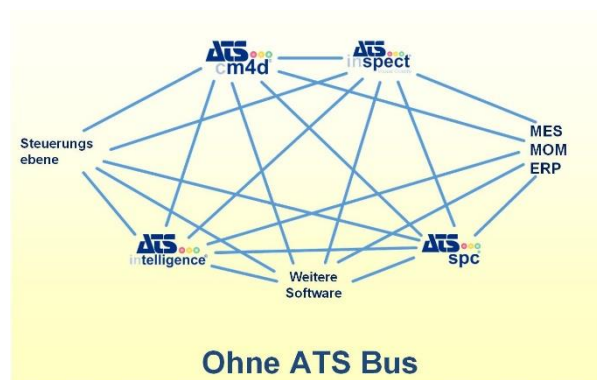 ATS
cm4d
ATS
inspect
Steuerungs
ebene
MES
MOM
ERP
ATS
intelligence
ATS
spc
Weitere
Software
Ohne ATS Bus